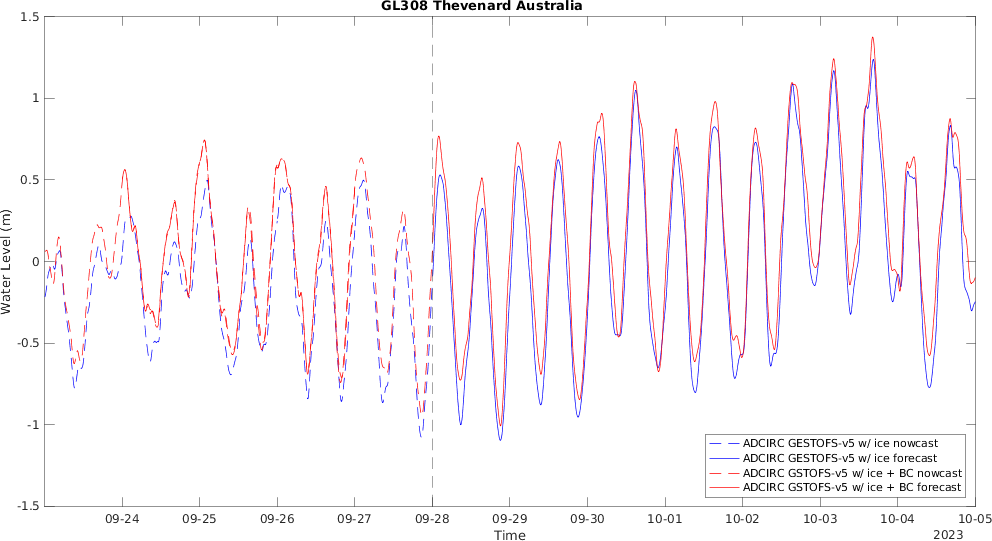 GL308 Thevenard Australia
1.5
1
0.5
0
-0.5
-1
-1.5
Water Level (m)
09-24 09-25 09-26 09-27 09-28 09-29 09-30 10-01 10-02 10-03 10-04 10-05
Time
2023
ADCIRC GESTOFS-v5 w/ ice nowcast
ADCIRC GESTOFS-v5 w/ ice forecast
ADCIRC GSTOFS-v5 w/ ice + BC nowcast
ADCIRC GSTOFS-v5 w/ ice + BC forecast